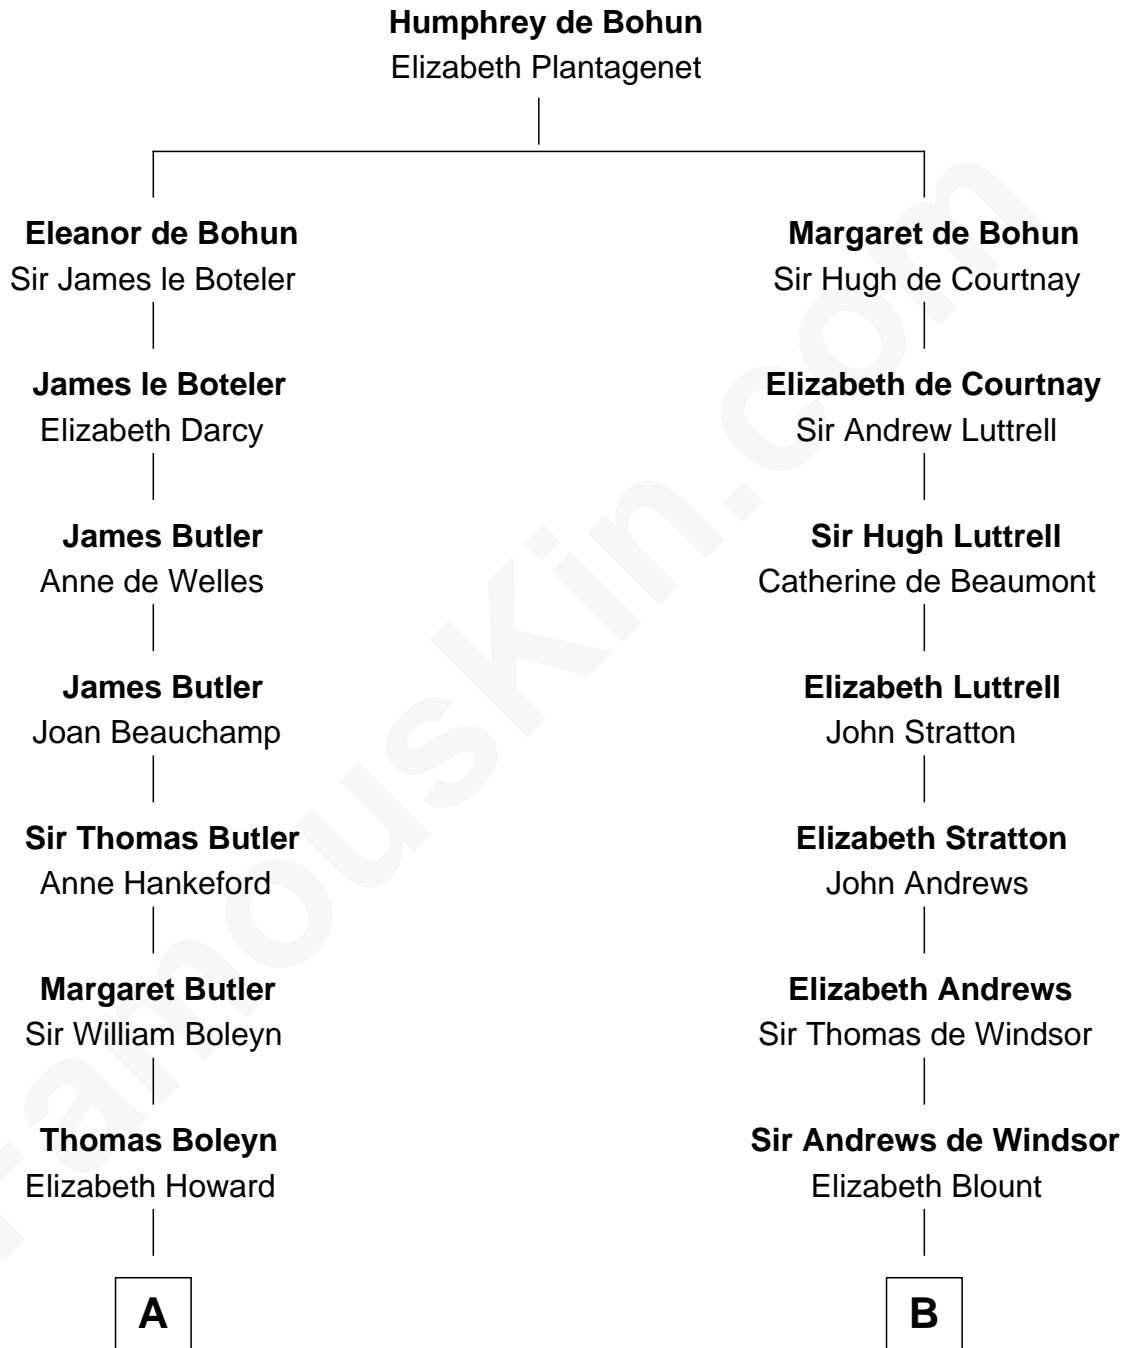 Humphrey de Bohun
Elizabeth Plantagenet
Eleanor de Bohun
Sir James le Boteler
Margaret de Bohun
Sir Hugh de Courtnay
James le Boteler
Elizabeth Darcy
Elizabeth de Courtnay
Sir Andrew Luttrell
James Butler
Anne de Welles
Sir Hugh Luttrell
Catherine de Beaumont
James Butler
Joan Beauchamp
Elizabeth Luttrell
John Stratton
Sir Thomas Butler
Anne Hankeford
Elizabeth Stratton
John Andrews
Margaret Butler
Sir William Boleyn
Elizabeth Andrews
Sir Thomas de Windsor
Thomas Boleyn
Elizabeth Howard
Sir Andrews de Windsor
Elizabeth Blount
A
B
FamousKin.com